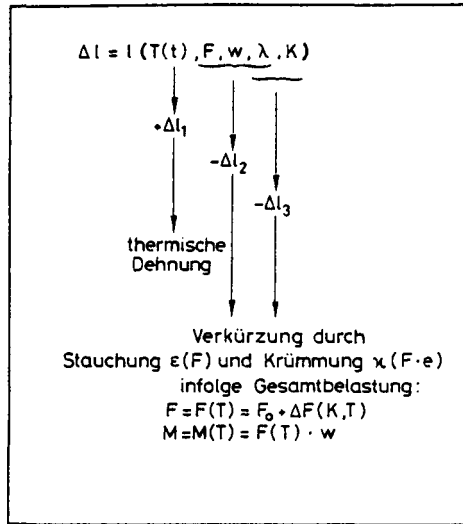 Δl = l (T(t), F, w, λ, K)
+Δl₁
-Δl₂
-Δl₃
thermische
Dehnung
Verkürzung durch
Stauchung ε(F) und Krümmung ϰ(F·e)
infolge Gesamtbelastung:
F=F(T) = F₀ + ΔF(K,T)
M=M(T) = F(T) · w